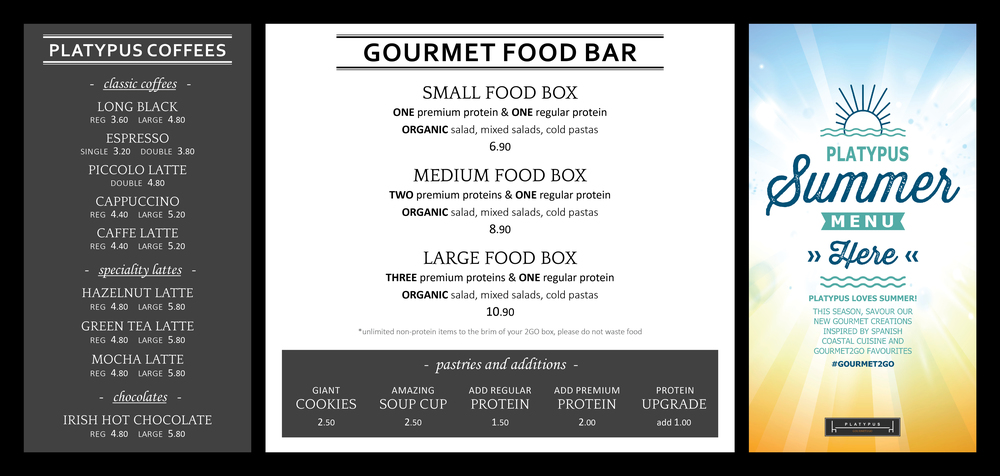 PLATYPUS COFFEES
- classic coffees -
LONG BLACK
REG 3.60 LARGE 4.80
ESPRESSO
SINGLE 3.20 DOUBLE 3.80
PICCOLO LATTE
DOUBLE 4.80
CAPPUCCINO
REG 4.40 LARGE 5.20
CAFFE LATTE
REG 4.40 LARGE 5.20
- speciality lattes -
HAZELNUT LATTE
REG 4.80 LARGE 5.80
GREEN TEA LATTE
REG 4.80 LARGE 5.80
MOCHA LATTE
REG 4.80 LARGE 5.80
- chocolates -
IRISH HOT CHOCOLATE
REG 4.80 LARGE 5.80
GOURMET FOOD BAR
SMALL FOOD BOX
ONE premium protein & ONE regular protein
ORGANIC salad, mixed salads, cold pastas
6.90
MEDIUM FOOD BOX
TWO premium proteins & ONE regular protein
ORGANIC salad, mixed salads, cold pastas
8.90
LARGE FOOD BOX
THREE premium proteins & ONE regular protein
ORGANIC salad, mixed salads, cold pastas
10.90
*unlimited non-protein items to the brim of your 2GO box, please do not waste food
- pastries and additions -
GIANT
COOKIES
2.50
AMAZING
SOUP CUP
2.50
ADD REGULAR
PROTEIN
1.50
ADD PREMIUM
PROTEIN
2.00
PROTEIN
UPGRADE
add 1.00
PLATYPUS
Summer
MENU
» Here «
PLATYPUS LOVES SUMMER!
THIS SEASON, SAVOUR OUR
NEW GOURMET CREATIONS
INSPIRED BY SPANISH
COASTAL CUISINE AND
GOURMET2GO FAVOURITES
#GOURMET2GO
PLATYPUS